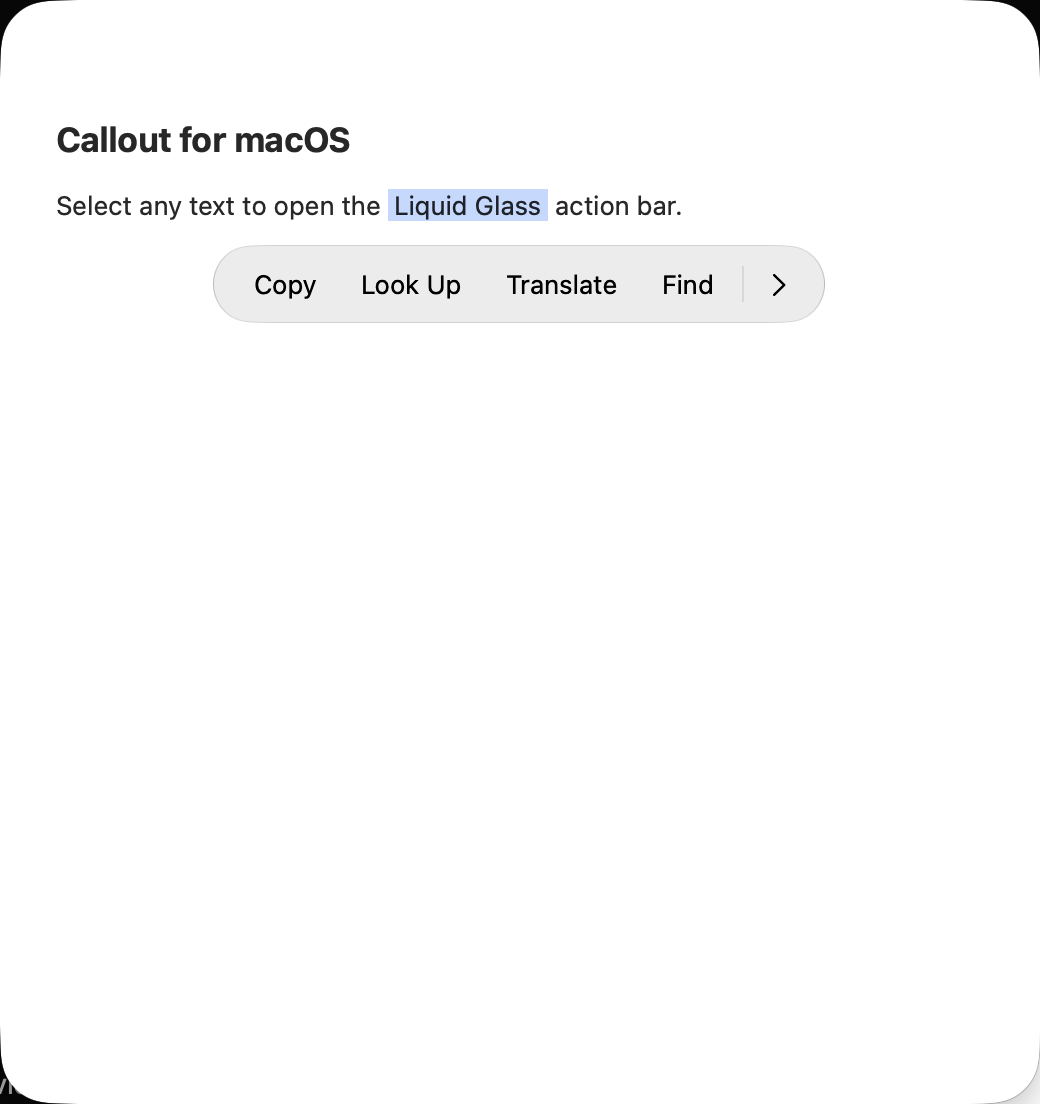 Callout for macOS
Select any text to open the Liquid Glass action bar.
Copy Look Up Translate Find